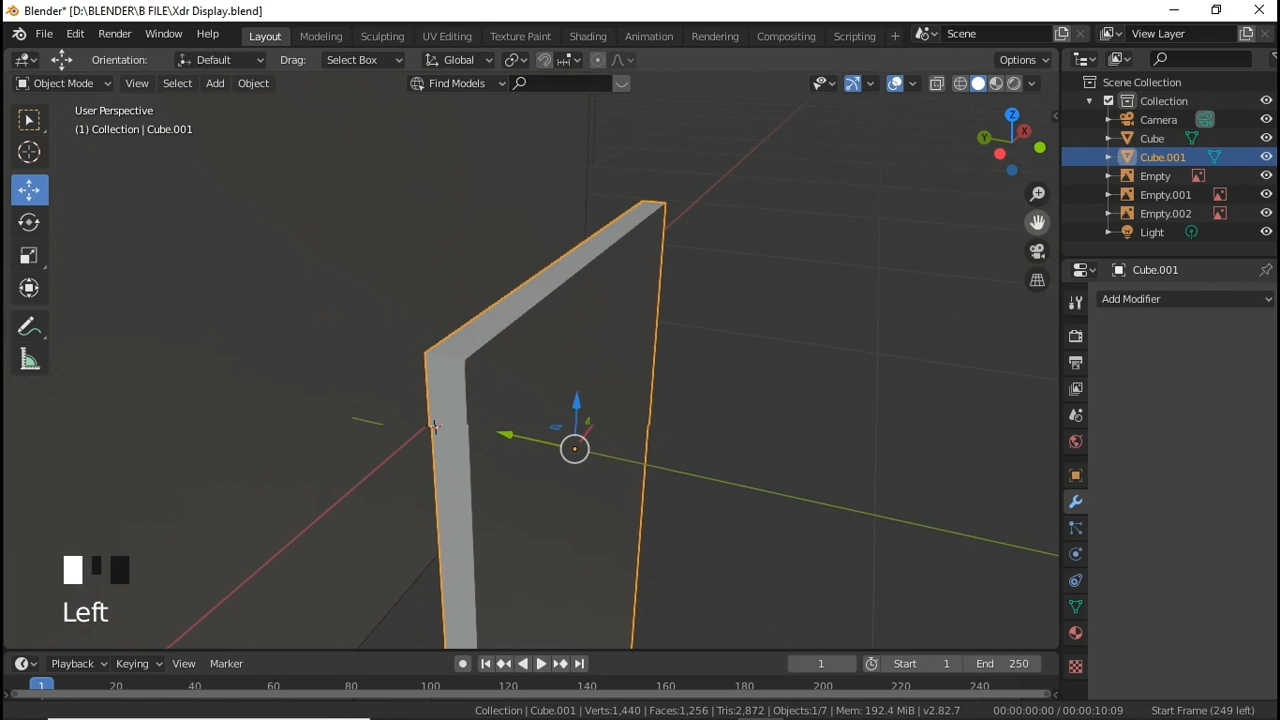 Blender* [D:\BLENDER\B FILE\Xdr Display.blend]
File Edit Render Window Help Layout Modeling Sculpting UV Editing Texture Paint Shading Animation Rendering Compositing Scripting + Scene View Layer
Orientation: Default Drag: Select Box Global Options
Object Mode View Select Add Object Find Models
User Perspective
(1) Collection | Cube.001
Z
X
Y
Scene Collection
Collection
Camera
Cube
Cube.001
Empty
Empty.001
Empty.002
Light
Cube.001
Add Modifier
Left
Playback Keying View Marker 1 Start 1 End 250
1 20 40 60 80 100 120 140 160 180 200 220 240
Collection | Cube.001 | Verts:1,440 | Faces:1,256 | Tris:2,872 | Objects:1/7 | Mem: 192.4 MiB | v2.82.7 00:00:00:00 / 00:00:10:09 Start Frame (249 left)